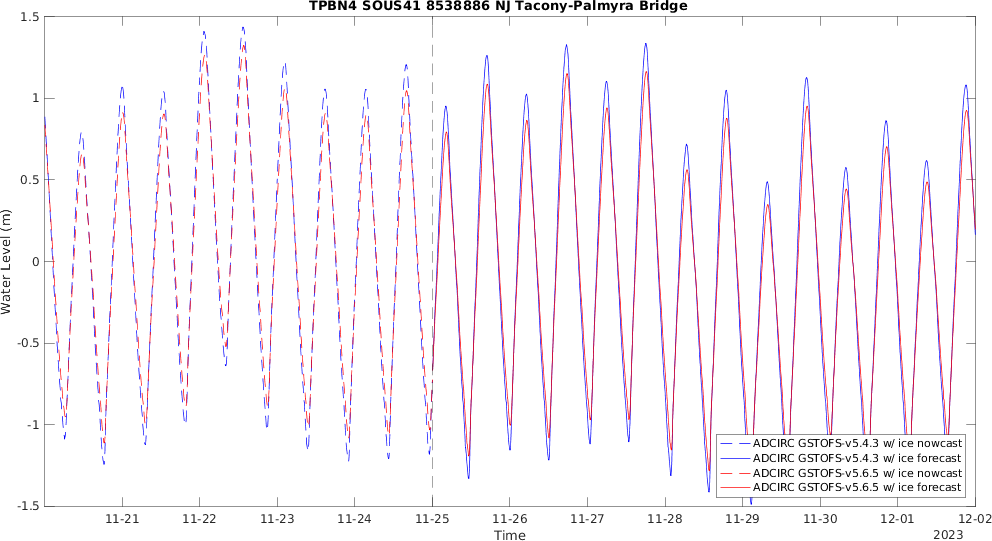 TPBN4 SOUS41 8538886 NJ Tacony-Palmyra Bridge
Water Level (m)
1.5
1
0.5
0
-0.5
-1
-1.5
ADCIRC GSTOFS-v5.4.3 w/ ice nowcast
ADCIRC GSTOFS-v5.4.3 w/ ice forecast
ADCIRC GSTOFS-v5.6.5 w/ ice nowcast
ADCIRC GSTOFS-v5.6.5 w/ ice forecast
11-21 11-22 11-23 11-24 11-25 11-26 11-27 11-28 11-29 11-30 12-01 12-02
Time
2023